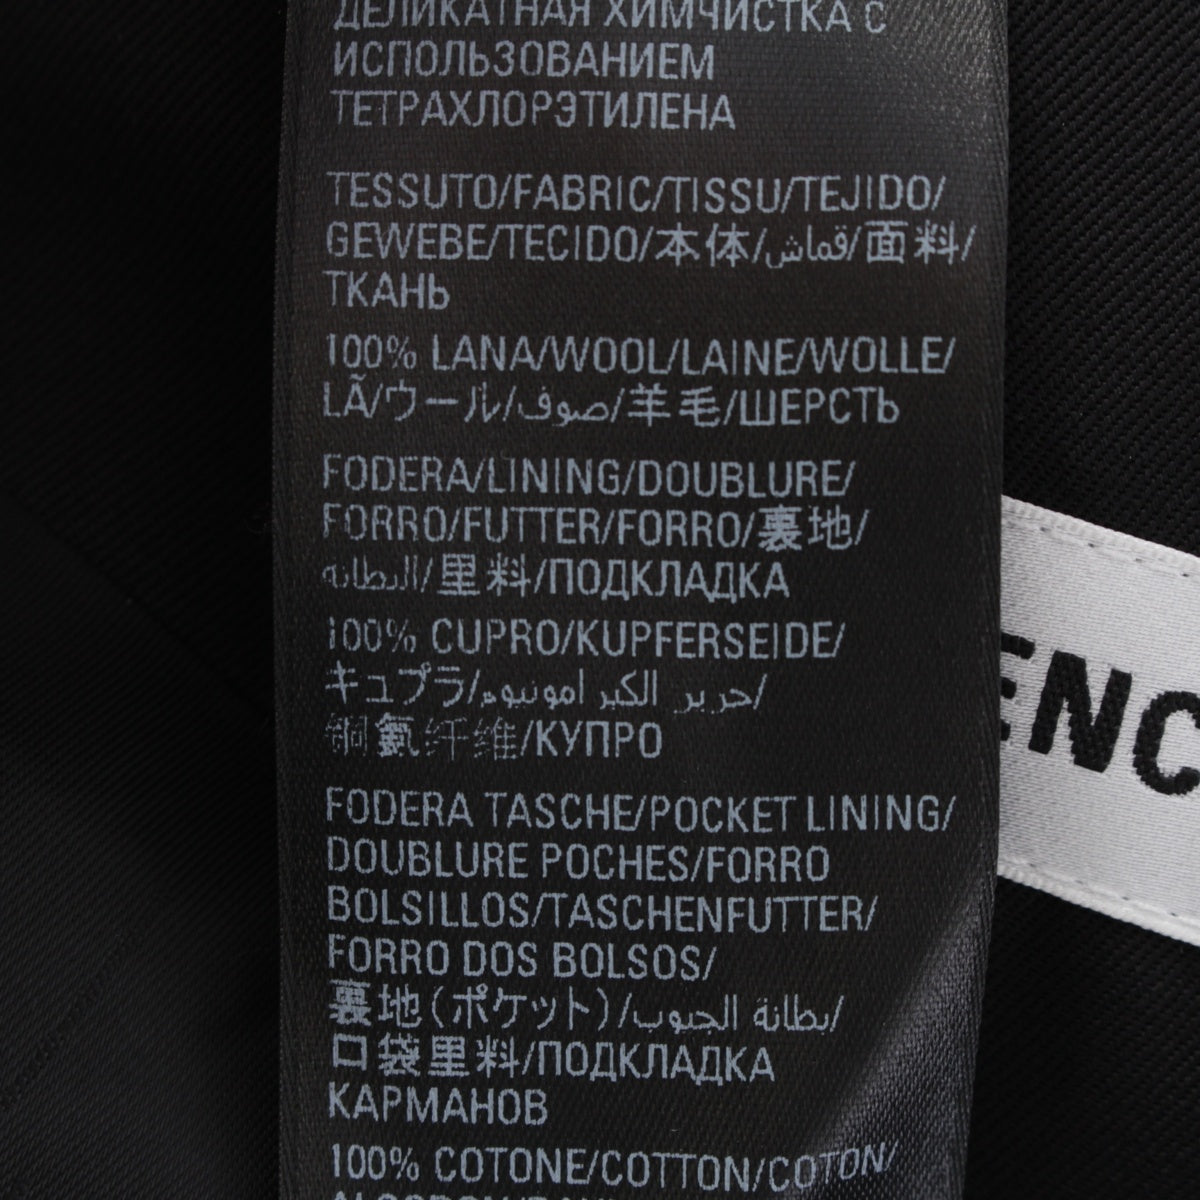 ДЕЛИКАТНАЯ ХИМЧИСТКА С
ИСПОЛЬЗОВАНИЕМ
ТЕТРАХЛОРЭТИЛЕНА
TESSUTO/FABRIC/TISSU/TEJIDO/
GEWEBE/TECIDO/本体/قماش/面料/
ТКАНЬ
100% LANA/WOOL/LAINE/WOLLE/
LÃ/ウール/صوف/羊毛/ШЕРСТЬ
FODERA/LINING/DOUBLURE/
FORRO/FUTTER/FORRO/裏地/
البطانة/里料/ПОДКЛАДКА
100% CUPRO/KUPFERSEIDE/
キュプラ/حرير الكبر امونيوم/
铜氨纤维/КУПРО
FODERA TASCHE/POCKET LINING/
DOUBLURE POCHES/FORRO
BOLSILLOS/TASCHENFUTTER/
FORRO DOS BOLSOS/
裏地(ポケット)/بطانة الجيوب/
口袋里料/ПОДКЛАДКА
КАРМАНОВ
100% COTONE/COTTON/COTON/
ENC